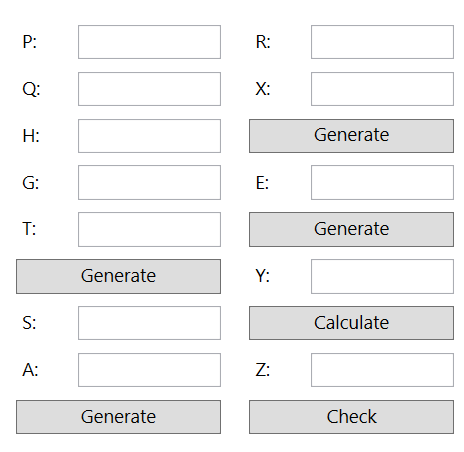 P:
Q:
H:
G:
T:
Generate
S:
A:
Generate
R:
X:
Generate
E:
Generate
Y:
Calculate
Z:
Check